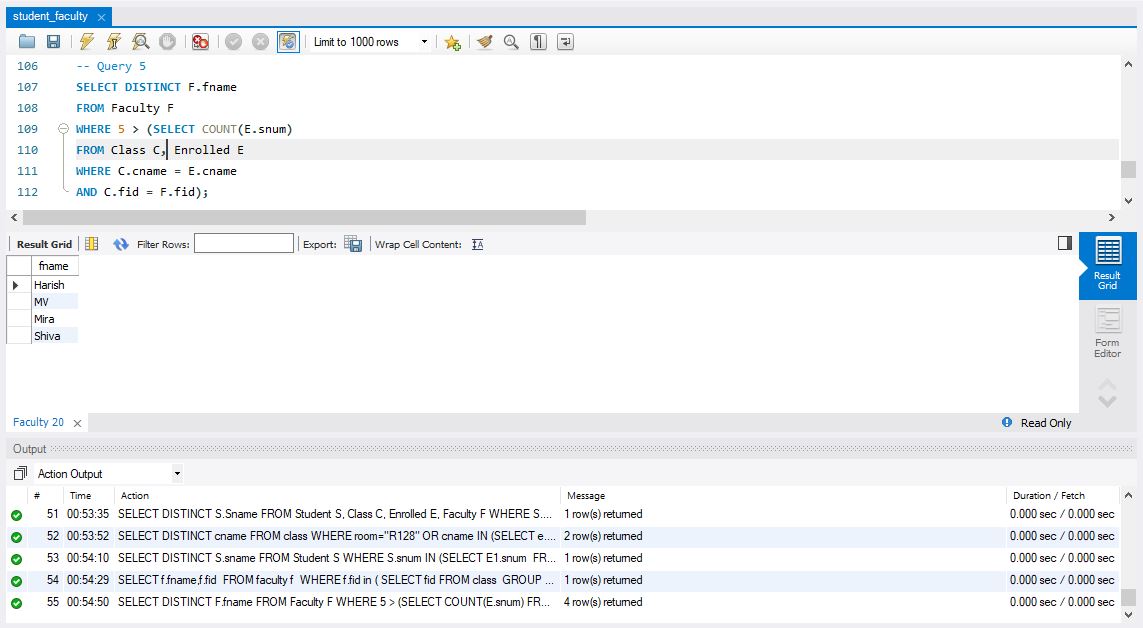 student_faculty
Limit to 1000 rows
106 -- Query 5
107 SELECT DISTINCT F.fname
108 FROM Faculty F
109 WHERE 5 > (SELECT COUNT(E.snum)
110 FROM Class C, Enrolled E
111 WHERE C.cname = E.cname
112 AND C.fid = F.fid);
Result Grid Filter Rows: Export: Wrap Cell Content:
fname
Harish
MV
Mira
Shiva
Result Grid
Form Editor
Faculty 20
Read Only
Output
Action Output
# Time Action Message Duration / Fetch
51 00:53:35 SELECT DISTINCT S.Sname FROM Student S, Class C, Enrolled E, Faculty F WHERE S.... 1 row(s) returned 0.000 sec / 0.000 sec
52 00:53:52 SELECT DISTINCT cname FROM class WHERE room="R128" OR cname IN (SELECT e.... 2 row(s) returned 0.000 sec / 0.000 sec
53 00:54:10 SELECT DISTINCT S.sname FROM Student S WHERE S.snum IN (SELECT E1.snum FR... 1 row(s) returned 0.000 sec / 0.000 sec
54 00:54:29 SELECT f.fname,f.fid FROM faculty f WHERE f.fid in ( SELECT fid FROM class GROUP ... 1 row(s) returned 0.000 sec / 0.000 sec
55 00:54:50 SELECT DISTINCT F.fname FROM Faculty F WHERE 5 > (SELECT COUNT(E.snum) FR... 4 row(s) returned 0.000 sec / 0.000 sec